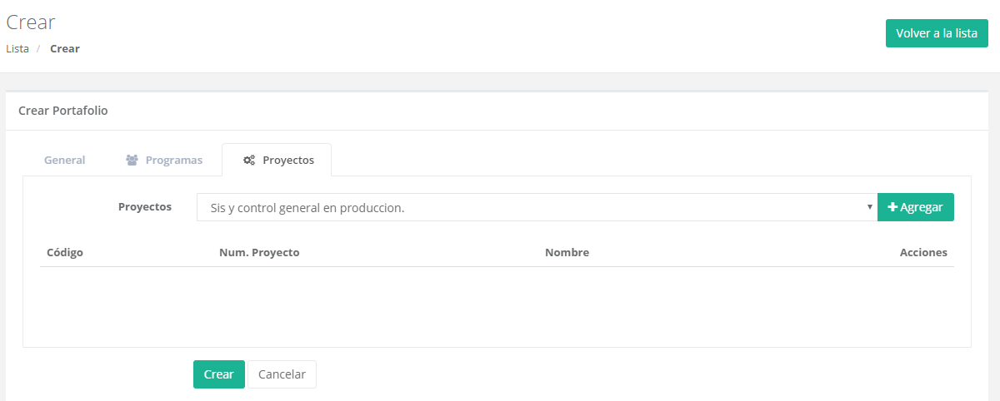 Crear
Volver a la lista
Lista / Crear
Crear Portafolio
General Programas Proyectos
Proyectos Sis y control general en produccion. Agregar
Código Num. Proyecto Nombre Acciones
Crear Cancelar